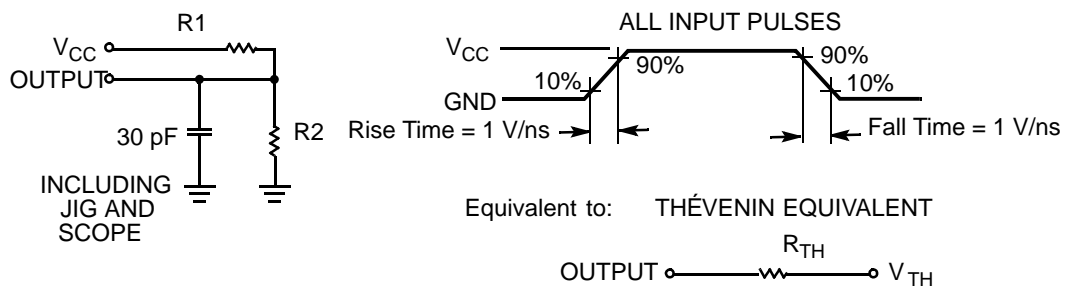 R1
VCC
OUTPUT
30 pF
R2
INCLUDING
JIG AND
SCOPE
ALL INPUT PULSES
VCC
GND
10%
90%
90%
10%
Rise Time = 1 V/ns
Fall Time = 1 V/ns
Equivalent to: THÉVENIN EQUIVALENT
RTH
OUTPUT
VTH